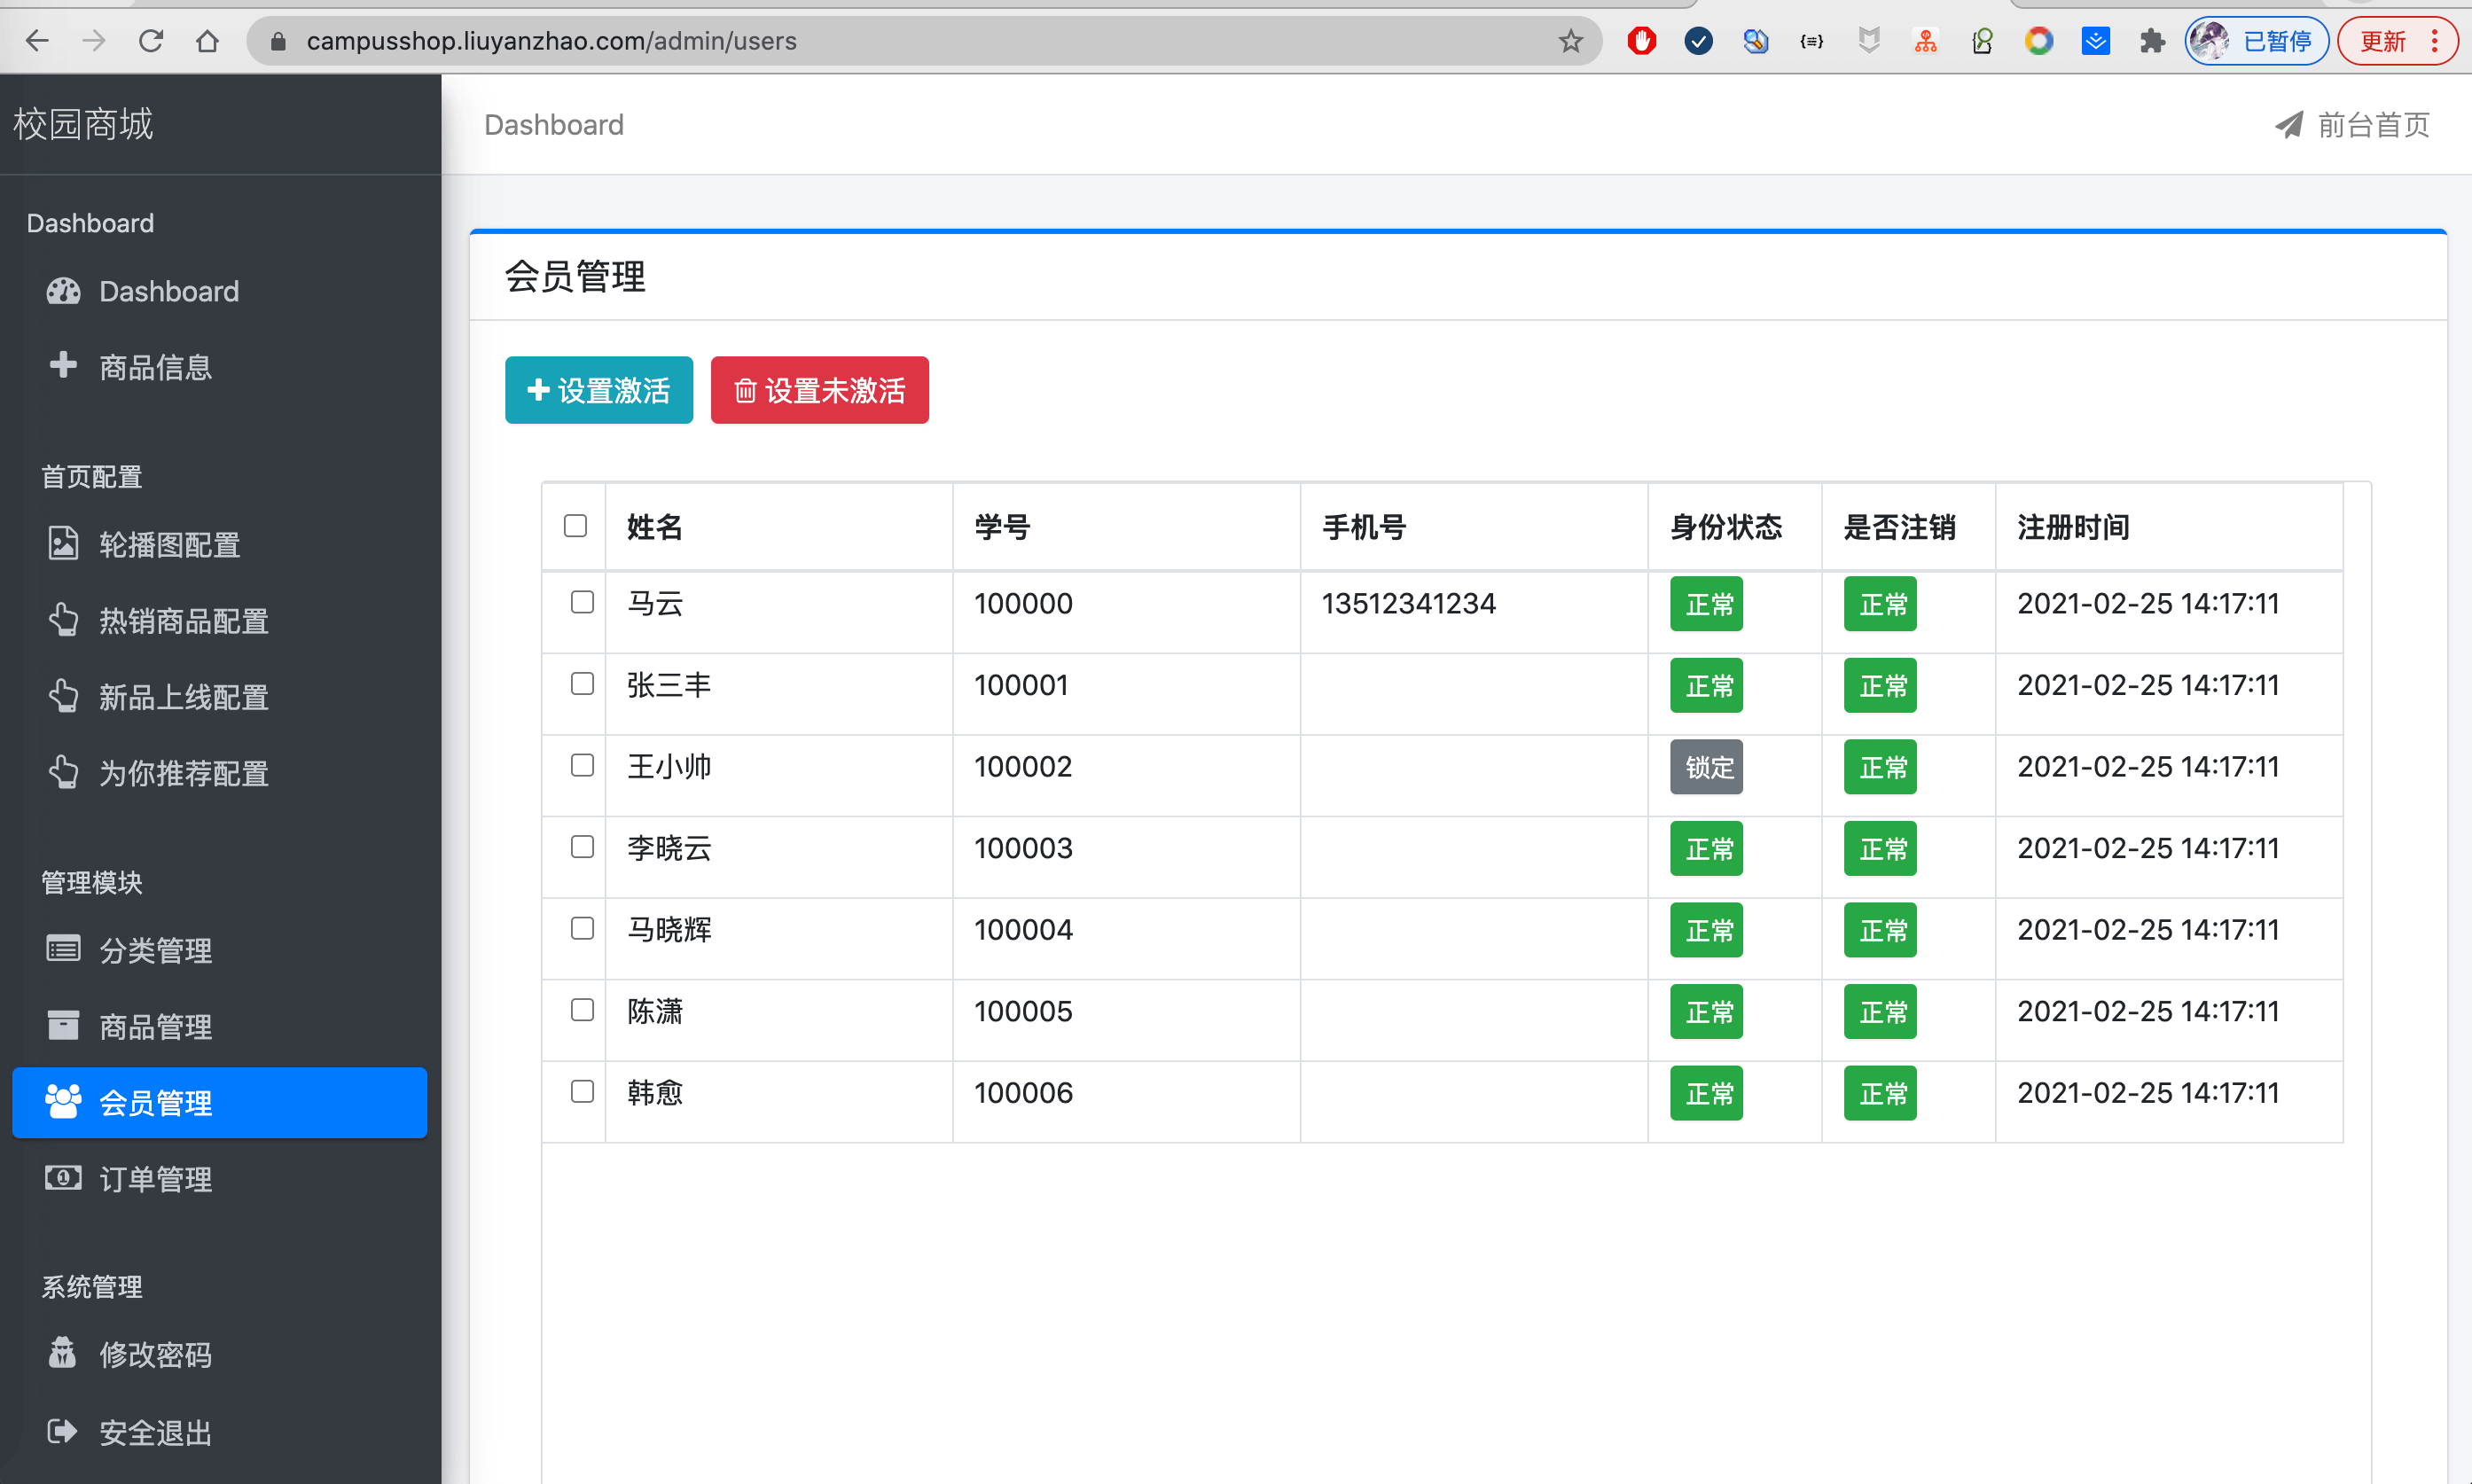 campusshop.liuyanzhao.com/admin/users
已暂停
更新
校园商城
Dashboard
前台首页
Dashboard
Dashboard
商品信息
首页配置
轮播图配置
热销商品配置
新品上线配置
为你推荐配置
管理模块
分类管理
商品管理
会员管理
订单管理
系统管理
修改密码
安全退出
会员管理
设置激活 设置未激活
姓名 学号 手机号 身份状态 是否注销 注册时间
马云 100000 13512341234 正常 正常 2021-02-25 14:17:11
张三丰 100001 正常 正常 2021-02-25 14:17:11
王小帅 100002 锁定 正常 2021-02-25 14:17:11
李晓云 100003 正常 正常 2021-02-25 14:17:11
马晓辉 100004 正常 正常 2021-02-25 14:17:11
陈潇 100005 正常 正常 2021-02-25 14:17:11
韩愈 100006 正常 正常 2021-02-25 14:17:11